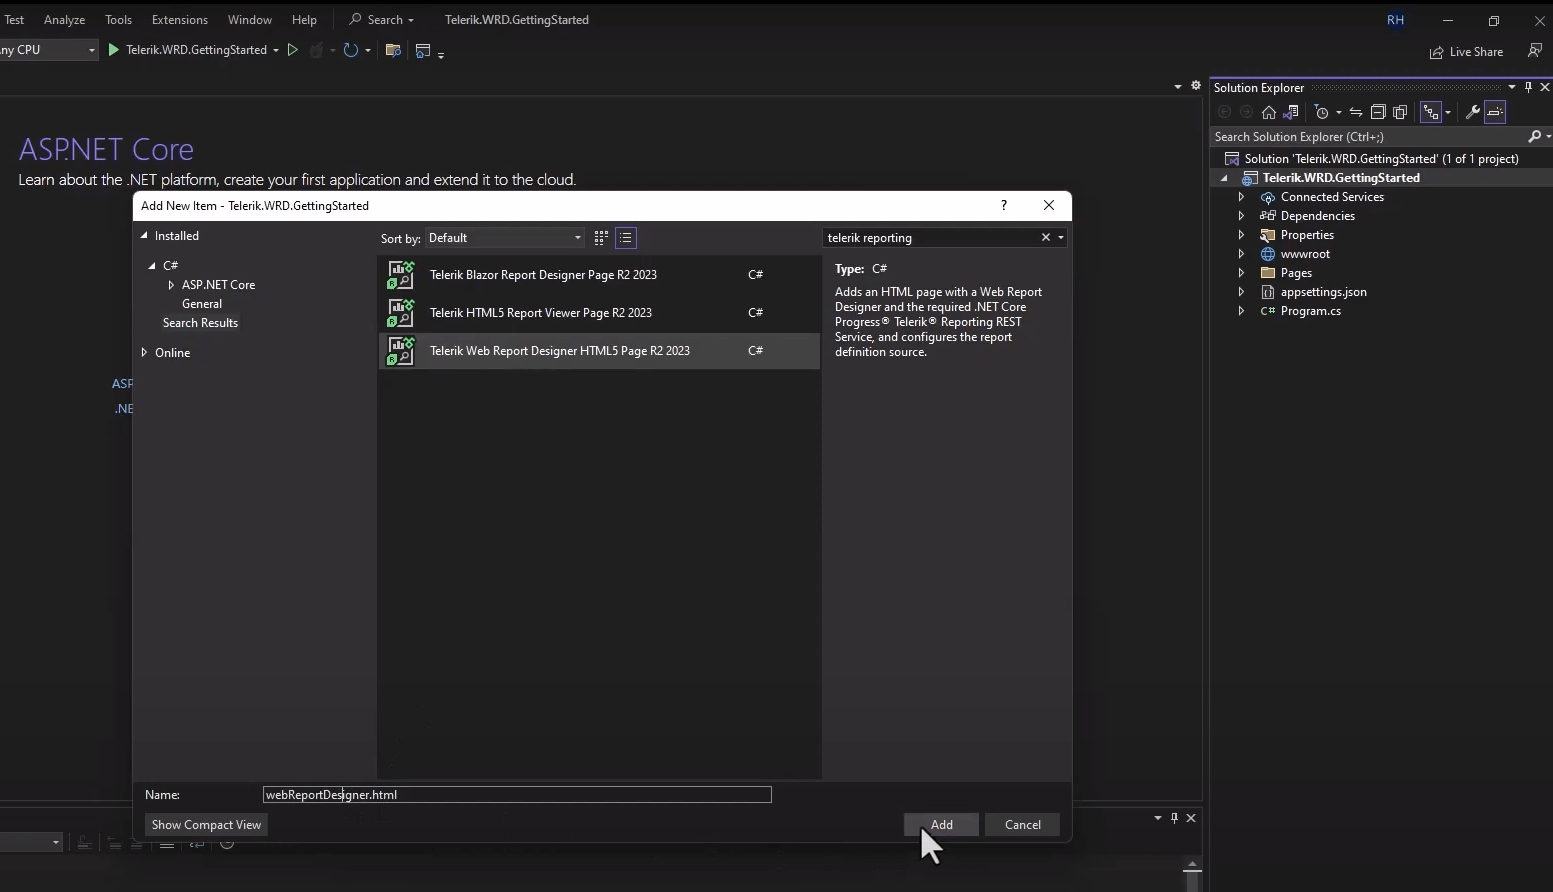 Test Analyze Tools Extensions Window Help Search Telerik.WRD.GettingStarted RH
ny CPU Telerik.WRD.GettingStarted Live Share
Solution Explorer
Search Solution Explorer (Ctrl+;)
Solution 'Telerik.WRD.GettingStarted' (1 of 1 project)
Telerik.WRD.GettingStarted
Connected Services
Dependencies
Properties
wwwroot
Pages
appsettings.json
C# Program.cs
ASP.NET Core
Learn about the .NET platform, create your first application and extend it to the cloud.
ASP
.NE
Add New Item - Telerik.WRD.GettingStarted ?
Installed
C#
ASP.NET Core
General
Search Results
Online
Sort by: Default
telerik reporting
Telerik Blazor Report Designer Page R2 2023 C#
Telerik HTML5 Report Viewer Page R2 2023 C#
Telerik Web Report Designer HTML5 Page R2 2023 C#
Type: C#
Adds an HTML page with a Web Report
Designer and the required .NET Core
Progress® Telerik® Reporting REST
Service, and configures the report
definition source.
Name: webReportDesigner.html
Show Compact View Add Cancel